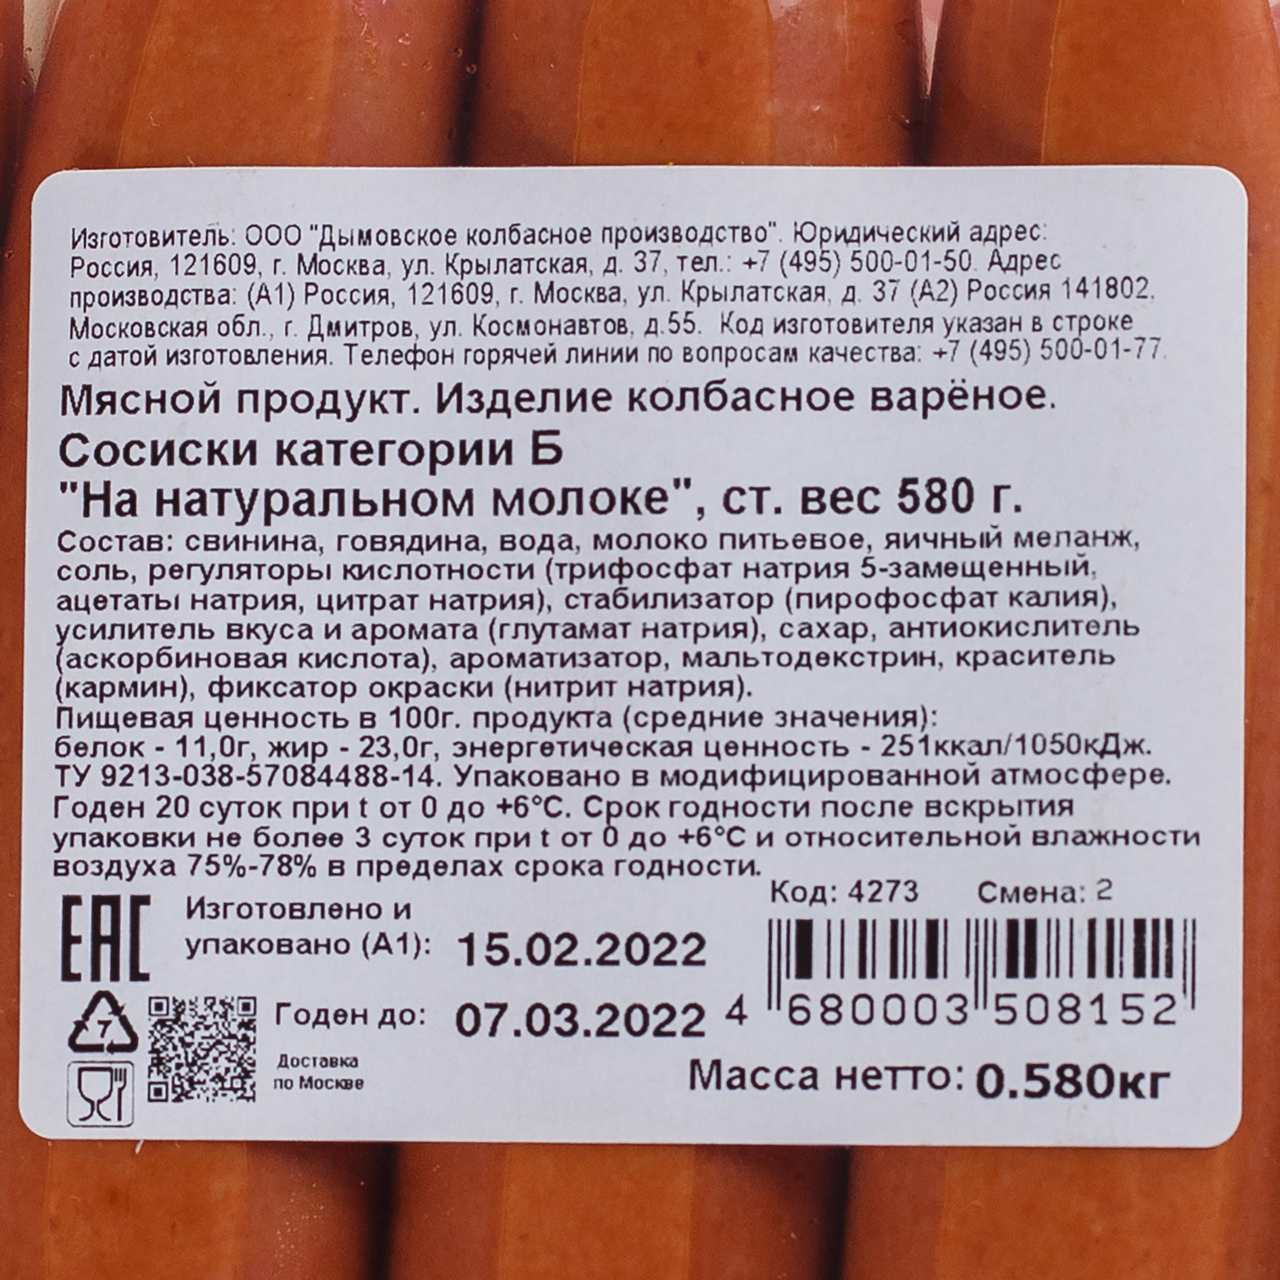 Изготовитель: ООО "Дымовское колбасное производство". Юридический адрес:
Россия, 121609, г. Москва, ул. Крылатская, д. 37, тел.: +7 (495) 500-01-50. Адрес
производства: (А1) Россия, 121609, г. Москва, ул. Крылатская, д. 37 (А2) Россия 141802,
Московская обл., г. Дмитров, ул. Космонавтов, д.55. Код изготовителя указан в строке
с датой изготовления. Телефон горячей линии по вопросам качества: +7 (495) 500-01-77.
Мясной продукт. Изделие колбасное варёное.
Сосиски категории Б
"На натуральном молоке", ст. вес 580 г.
Состав: свинина, говядина, вода, молоко питьевое, яичный меланж,
соль, регуляторы кислотности (трифосфат натрия 5-замещенный,
ацетаты натрия, цитрат натрия), стабилизатор (пирофосфат калия),
усилитель вкуса и аромата (глутамат натрия), сахар, антиокислитель
(аскорбиновая кислота), ароматизатор, мальтодекстрин, краситель
(кармин), фиксатор окраски (нитрит натрия).
Пищевая ценность в 100г. продукта (средние значения):
белок - 11,0г, жир - 23,0г, энергетическая ценность - 251ккал/1050кДж.
ТУ 9213-038-57084488-14. Упаковано в модифицированной атмосфере.
Годен 20 суток при t от 0 до +6°С. Срок годности после вскрытия
упаковки не более 3 суток при t от 0 до +6°С и относительной влажности
воздуха 75%-78% в пределах срока годности.
Код: 4273 Смена: 2
ЕАС
Изготовлено и
упаковано (А1): 15.02.2022
Годен до: 07.03.2022
4 680003 508152
7
Доставка
по Москве
Масса нетто: 0.580кг